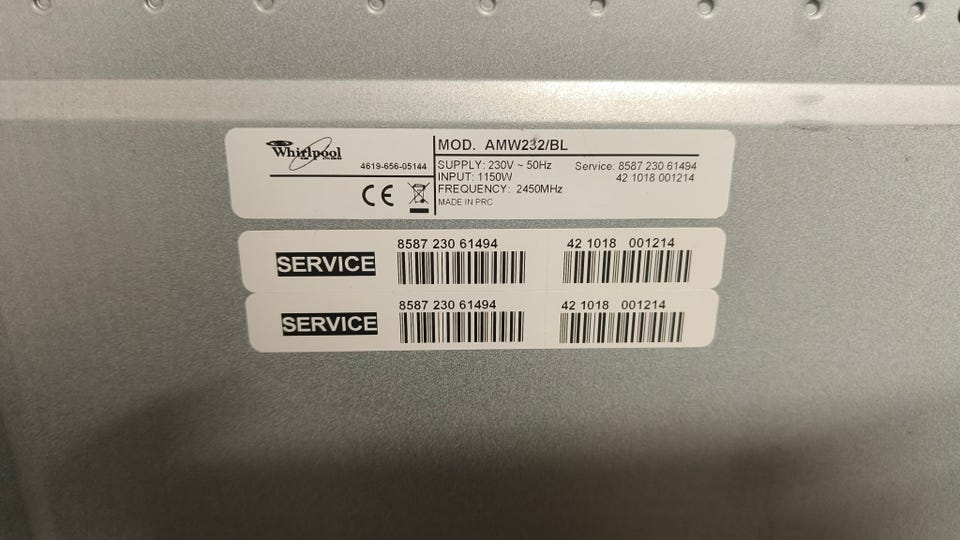 Whirlpool
4619-656-05144
CE
MOD. AMW232/BL
SUPPLY: 230V ~ 50Hz Service: 8587 230 61494
INPUT: 1150W 42 1018 001214
FREQUENCY: 2450MHz
MADE IN PRC
SERVICE 8587 230 61494 42 1018 001214
SERVICE 8587 230 61494 42 1018 001214